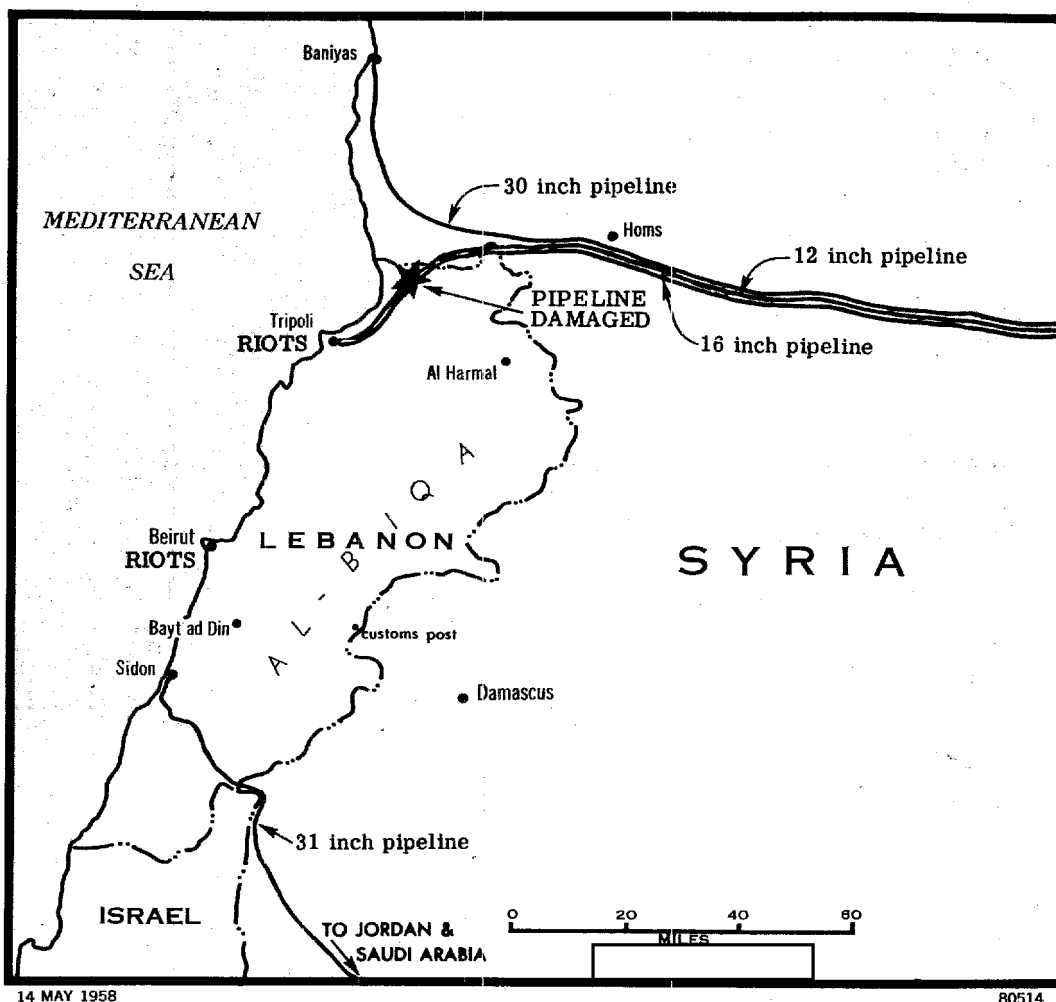 Baniyas
30 inch pipeline
Homs
MEDITERRANEAN
SEA
12 inch pipeline
PIPELINE
DAMAGED
Tripoli
RIOTS
16 inch pipeline
Al Harmal
Beirut
RIOTS
LEBANON
AL-BIQA
SYRIA
Bayt ad Din
customs post
Sidon
Damascus
31 inch pipeline
ISRAEL
TO JORDAN &
SAUDI ARABIA
0 20 40 60
MILES
14 MAY 1958
80514